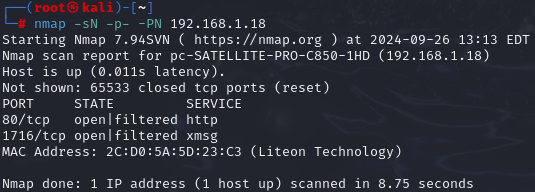 ┌──(root㉿kali)-[~]
└─# nmap -sN -p- -PN 192.168.1.18
Starting Nmap 7.94SVN ( https://nmap.org ) at 2024-09-26 13:13 EDT
Nmap scan report for pc-SATELLITE-PRO-C850-1HD (192.168.1.18)
Host is up (0.011s latency).
Not shown: 65533 closed tcp ports (reset)
PORT     STATE         SERVICE
80/tcp   open|filtered http
1716/tcp open|filtered xmsg
MAC Address: 2C:D0:5A:5D:23:C3 (Liteon Technology)

Nmap done: 1 IP address (1 host up) scanned in 8.75 seconds